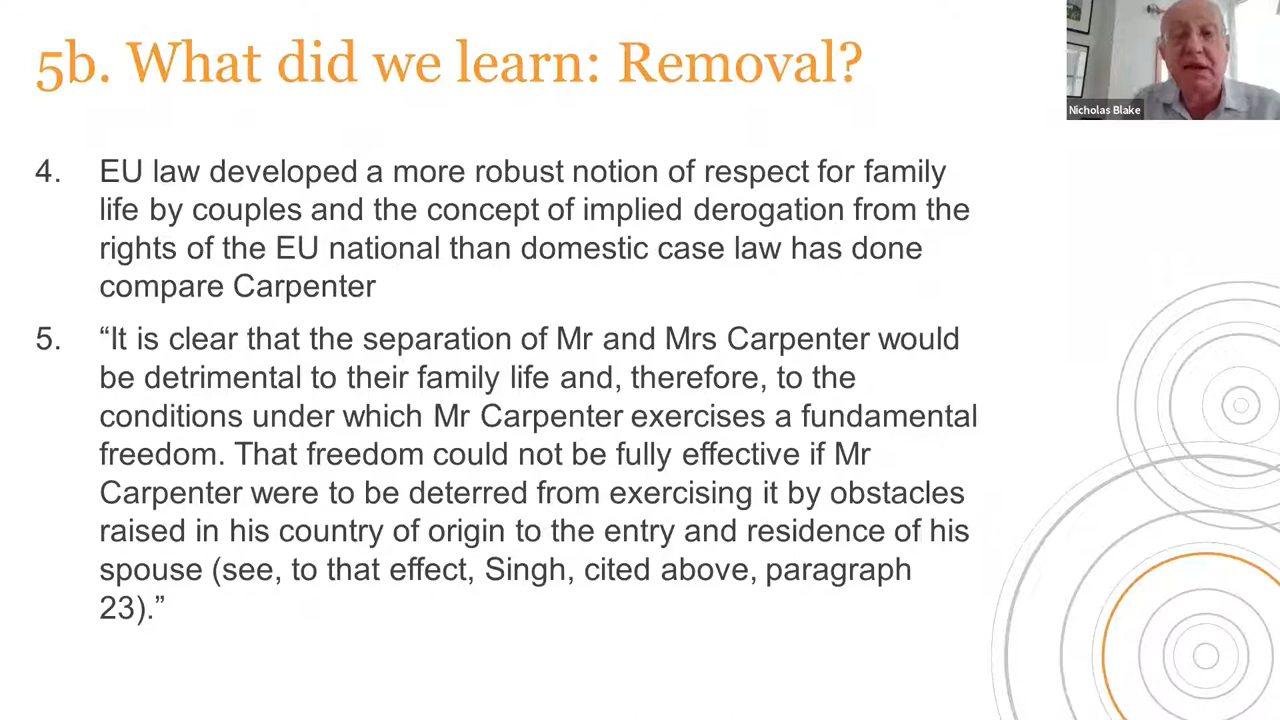 5b. What did we learn: Removal?
Nicholas Blake
4. EU law developed a more robust notion of respect for family
life by couples and the concept of implied derogation from the
rights of the EU national than domestic case law has done
compare Carpenter
5. “It is clear that the separation of Mr and Mrs Carpenter would
be detrimental to their family life and, therefore, to the
conditions under which Mr Carpenter exercises a fundamental
freedom. That freedom could not be fully effective if Mr
Carpenter were to be deterred from exercising it by obstacles
raised in his country of origin to the entry and residence of his
spouse (see, to that effect, Singh, cited above, paragraph
23).”